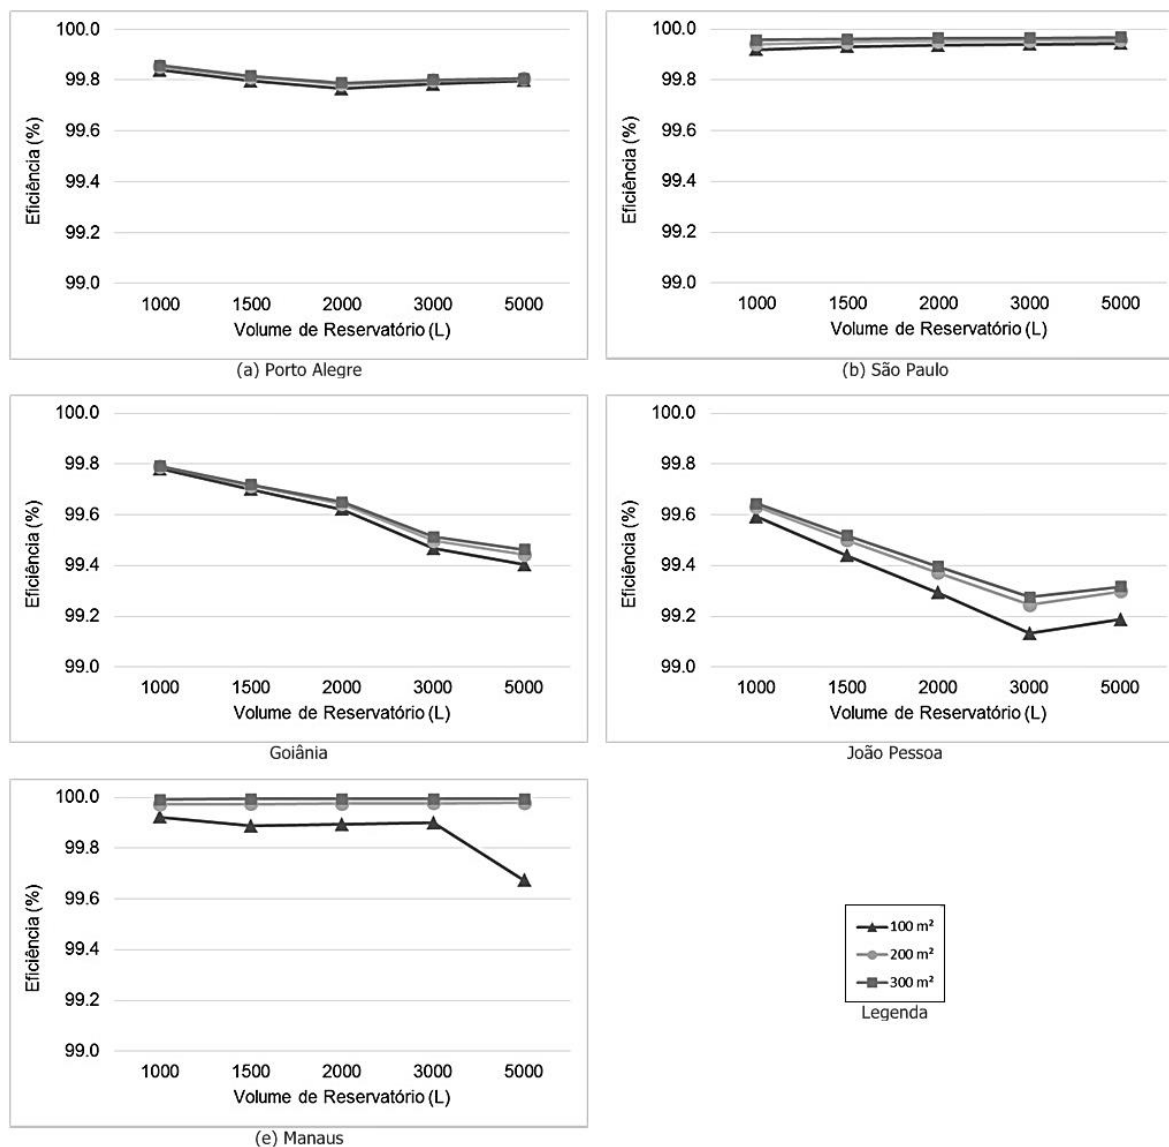 100.0
99.8
99.6
99.4
99.2
99.0
Eficiência (%)
1000 1500 2000 3000 5000
Volume de Reservatório (L)
(a) Porto Alegre
100.0
99.8
99.6
99.4
99.2
99.0
Eficiência (%)
1000 1500 2000 3000 5000
Volume de Reservatório (L)
(b) São Paulo
100.0
99.8
99.6
99.4
99.2
99.0
Eficiência (%)
1000 1500 2000 3000 5000
Volume de Reservatório (L)
Goiânia
100.0
99.8
99.6
99.4
99.2
99.0
Eficiência (%)
1000 1500 2000 3000 5000
Volume de Reservatório (L)
João Pessoa
100.0
99.8
99.6
99.4
99.2
99.0
Eficiência (%)
1000 1500 2000 3000 5000
Volume de Reservatório (L)
(e) Manaus
100 m²
200 m²
300 m²
Legenda